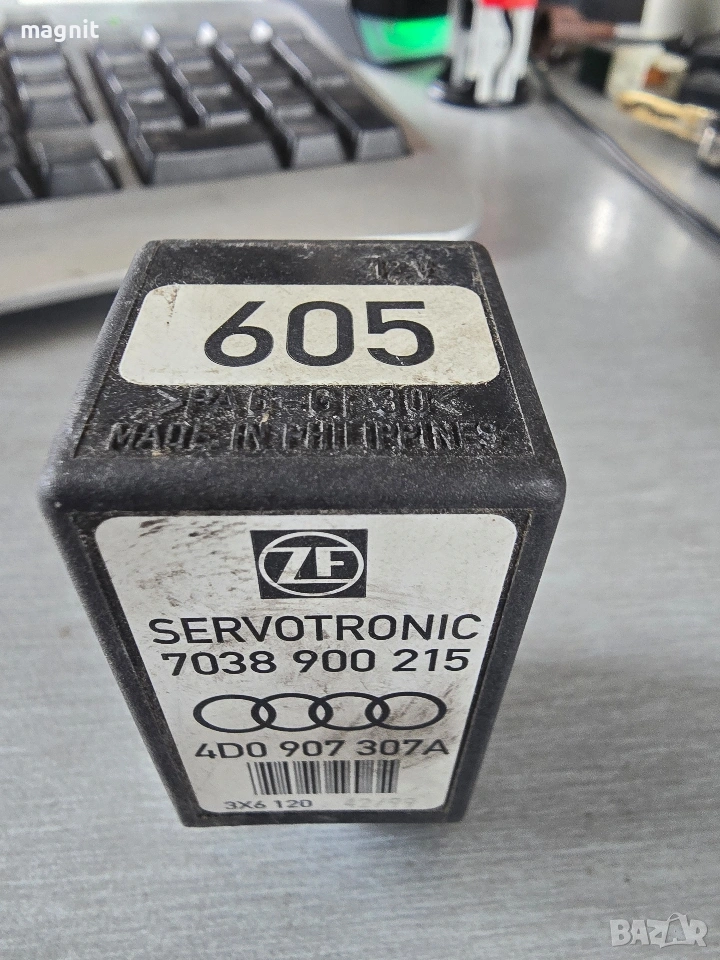 magnit
12V
605
>PA6-GF30<
MADE IN PHILIPPINES
ZF
SERVOTRONIC
7038 900 215
4D0 907 307A
3X6 120 42/99
BAZAR